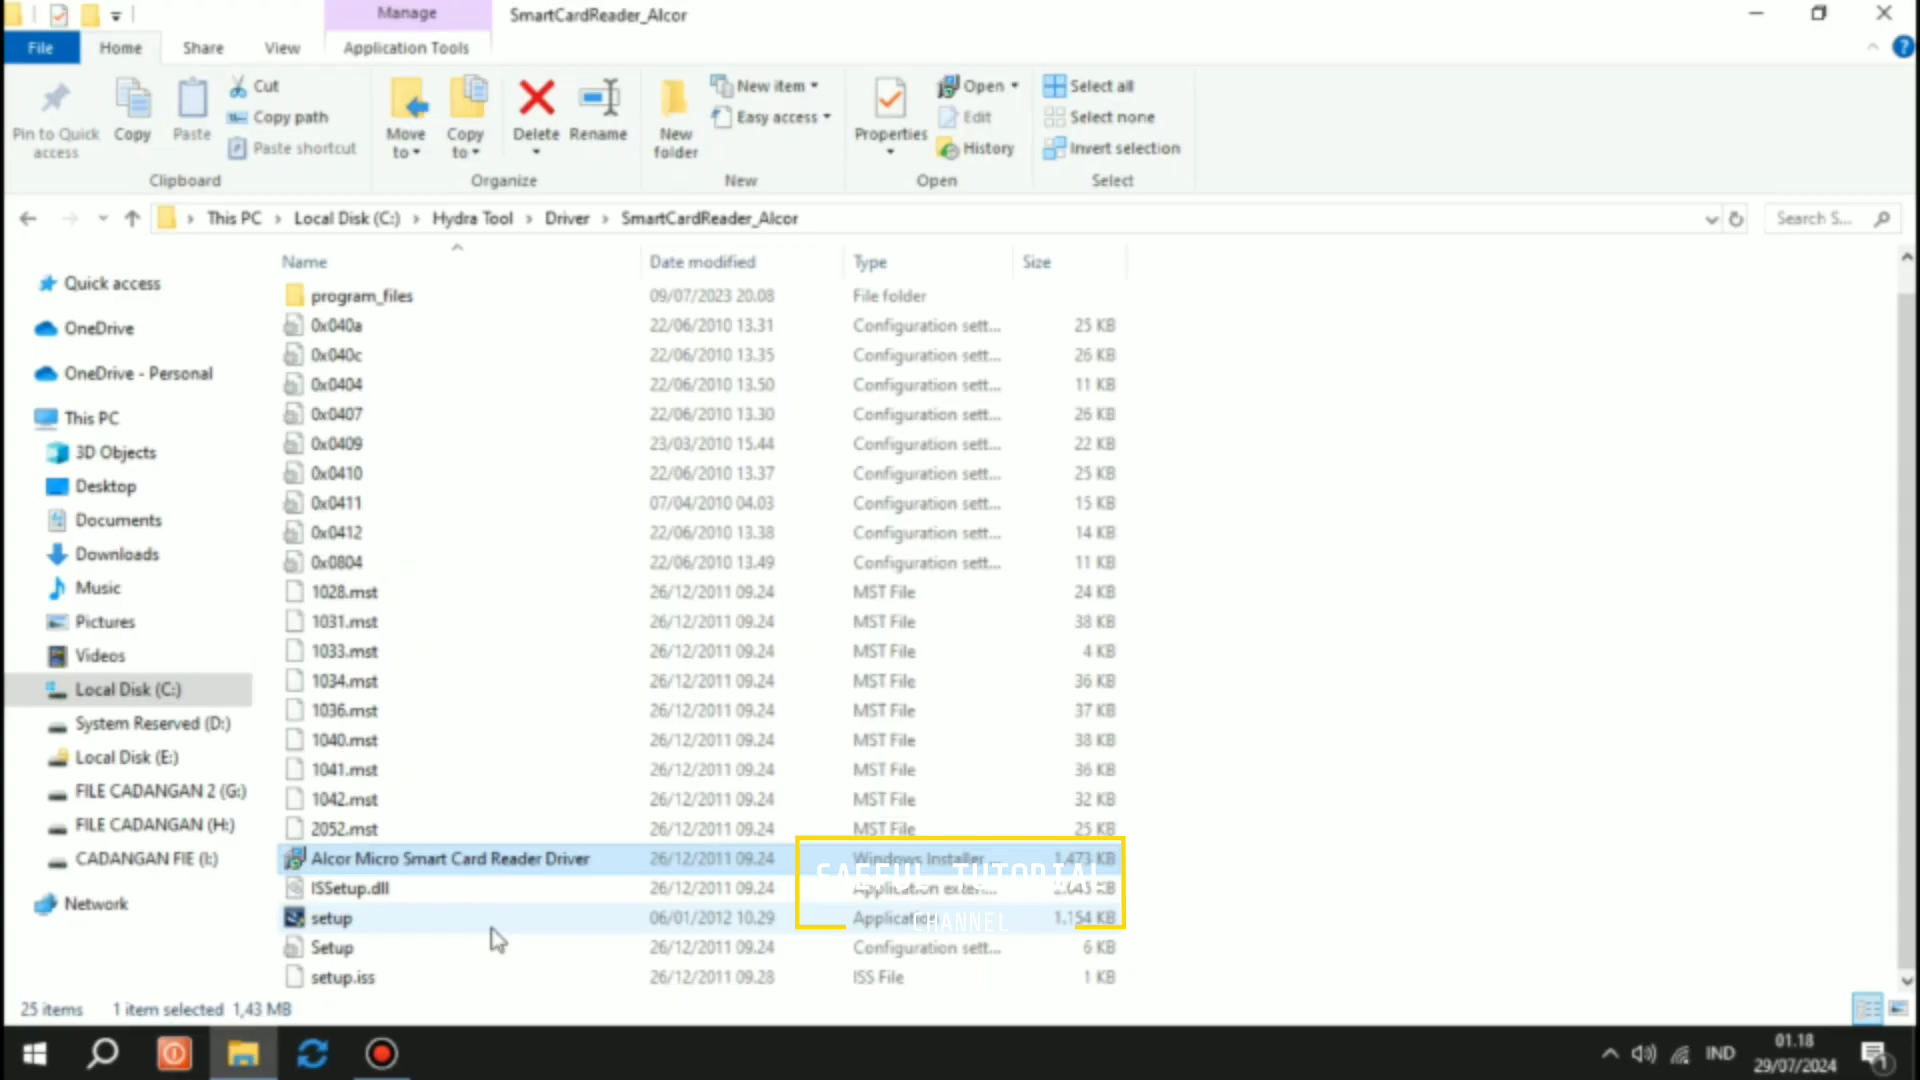 Manage
SmartCardReader_Alcor
File
Home
Share
View
Application Tools
Pin to Quick access
Copy
Paste
Cut
Copy path
Paste shortcut
Clipboard
Move to
Copy to
Delete
Rename
Organize
New folder
New item
Easy access
New
Properties
Open
Edit
History
Open
Select all
Select none
Invert selection
Select
This PC > Local Disk (C:) > Hydra Tool > Driver > SmartCardReader_Alcor
Search S...
Quick access
OneDrive
OneDrive - Personal
This PC
3D Objects
Desktop
Documents
Downloads
Music
Pictures
Videos
Local Disk (C:)
System Reserved (D:)
Local Disk (E:)
FILE CADANGAN 2 (G:)
FILE CADANGAN (H:)
CADANGAN FIE (I:)
Network
Name Date modified Type Size
program_files 09/07/2023 20.08 File folder
0x040a 22/06/2010 13.31 Configuration sett... 25 KB
0x040c 22/06/2010 13.35 Configuration sett... 26 KB
0x0404 22/06/2010 13.50 Configuration sett... 11 KB
0x0407 22/06/2010 13.30 Configuration sett... 26 KB
0x0409 23/03/2010 15.44 Configuration sett... 22 KB
0x0410 22/06/2010 13.37 Configuration sett... 25 KB
0x0411 07/04/2010 04.03 Configuration sett... 15 KB
0x0412 22/06/2010 13.38 Configuration sett... 14 KB
0x0804 22/06/2010 13.49 Configuration sett... 11 KB
1028.mst 26/12/2011 09.24 MST File 24 KB
1031.mst 26/12/2011 09.24 MST File 38 KB
1033.mst 26/12/2011 09.24 MST File 4 KB
1034.mst 26/12/2011 09.24 MST File 36 KB
1036.mst 26/12/2011 09.24 MST File 37 KB
1040.mst 26/12/2011 09.24 MST File 38 KB
1041.mst 26/12/2011 09.24 MST File 36 KB
1042.mst 26/12/2011 09.24 MST File 32 KB
2052.mst 26/12/2011 09.24 MST File 25 KB
Alcor Micro Smart Card Reader Driver 26/12/2011 09.24 Windows Installer ... 1,473 KB
ISSetup.dll 26/12/2011 09.24 Application exten... KB
setup 06/01/2012 10.29 Application 1,154 KB
Setup 26/12/2011 09.24 Configuration sett... 6 KB
setup.iss 26/12/2011 09.28 ISS File 1 KB
SAEFUL TUTORIAL
CHANNEL
25 items 1 item selected 1,43 MB
IND
01.18
29/07/2024
1